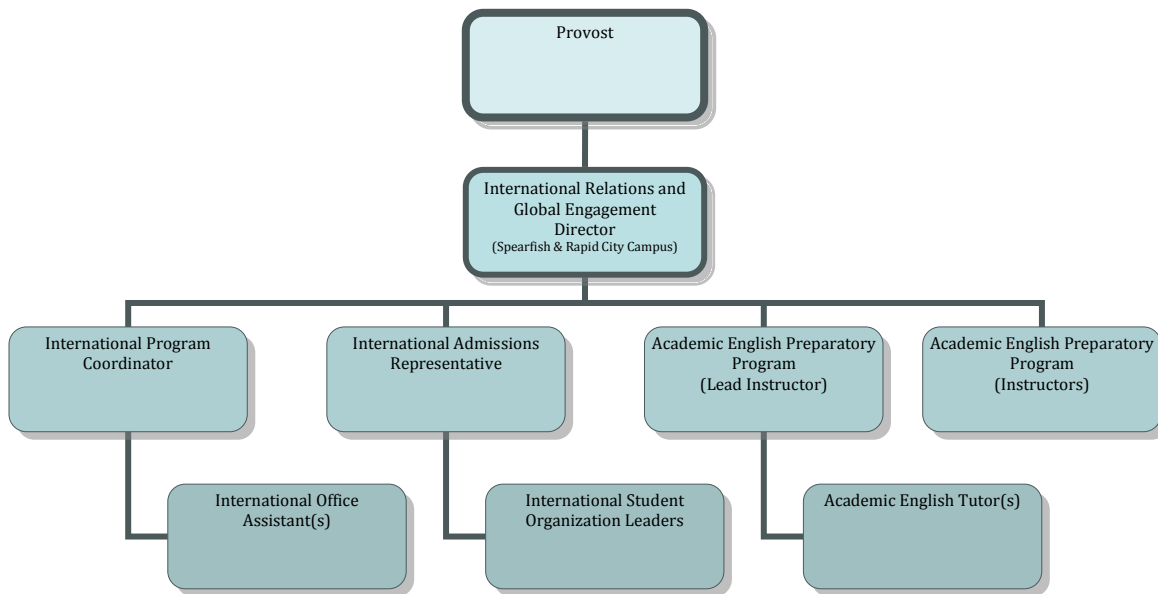 Provost
International Relations and
Global Engagement
Director
(Spearfish & Rapid City Campus)
International Program
Coordinator
International Admissions
Representative
Academic English Preparatory
Program
(Lead Instructor)
Academic English Preparatory
Program
(Instructors)
International Office
Assistant(s)
International Student
Organization Leaders
Academic English Tutor(s)